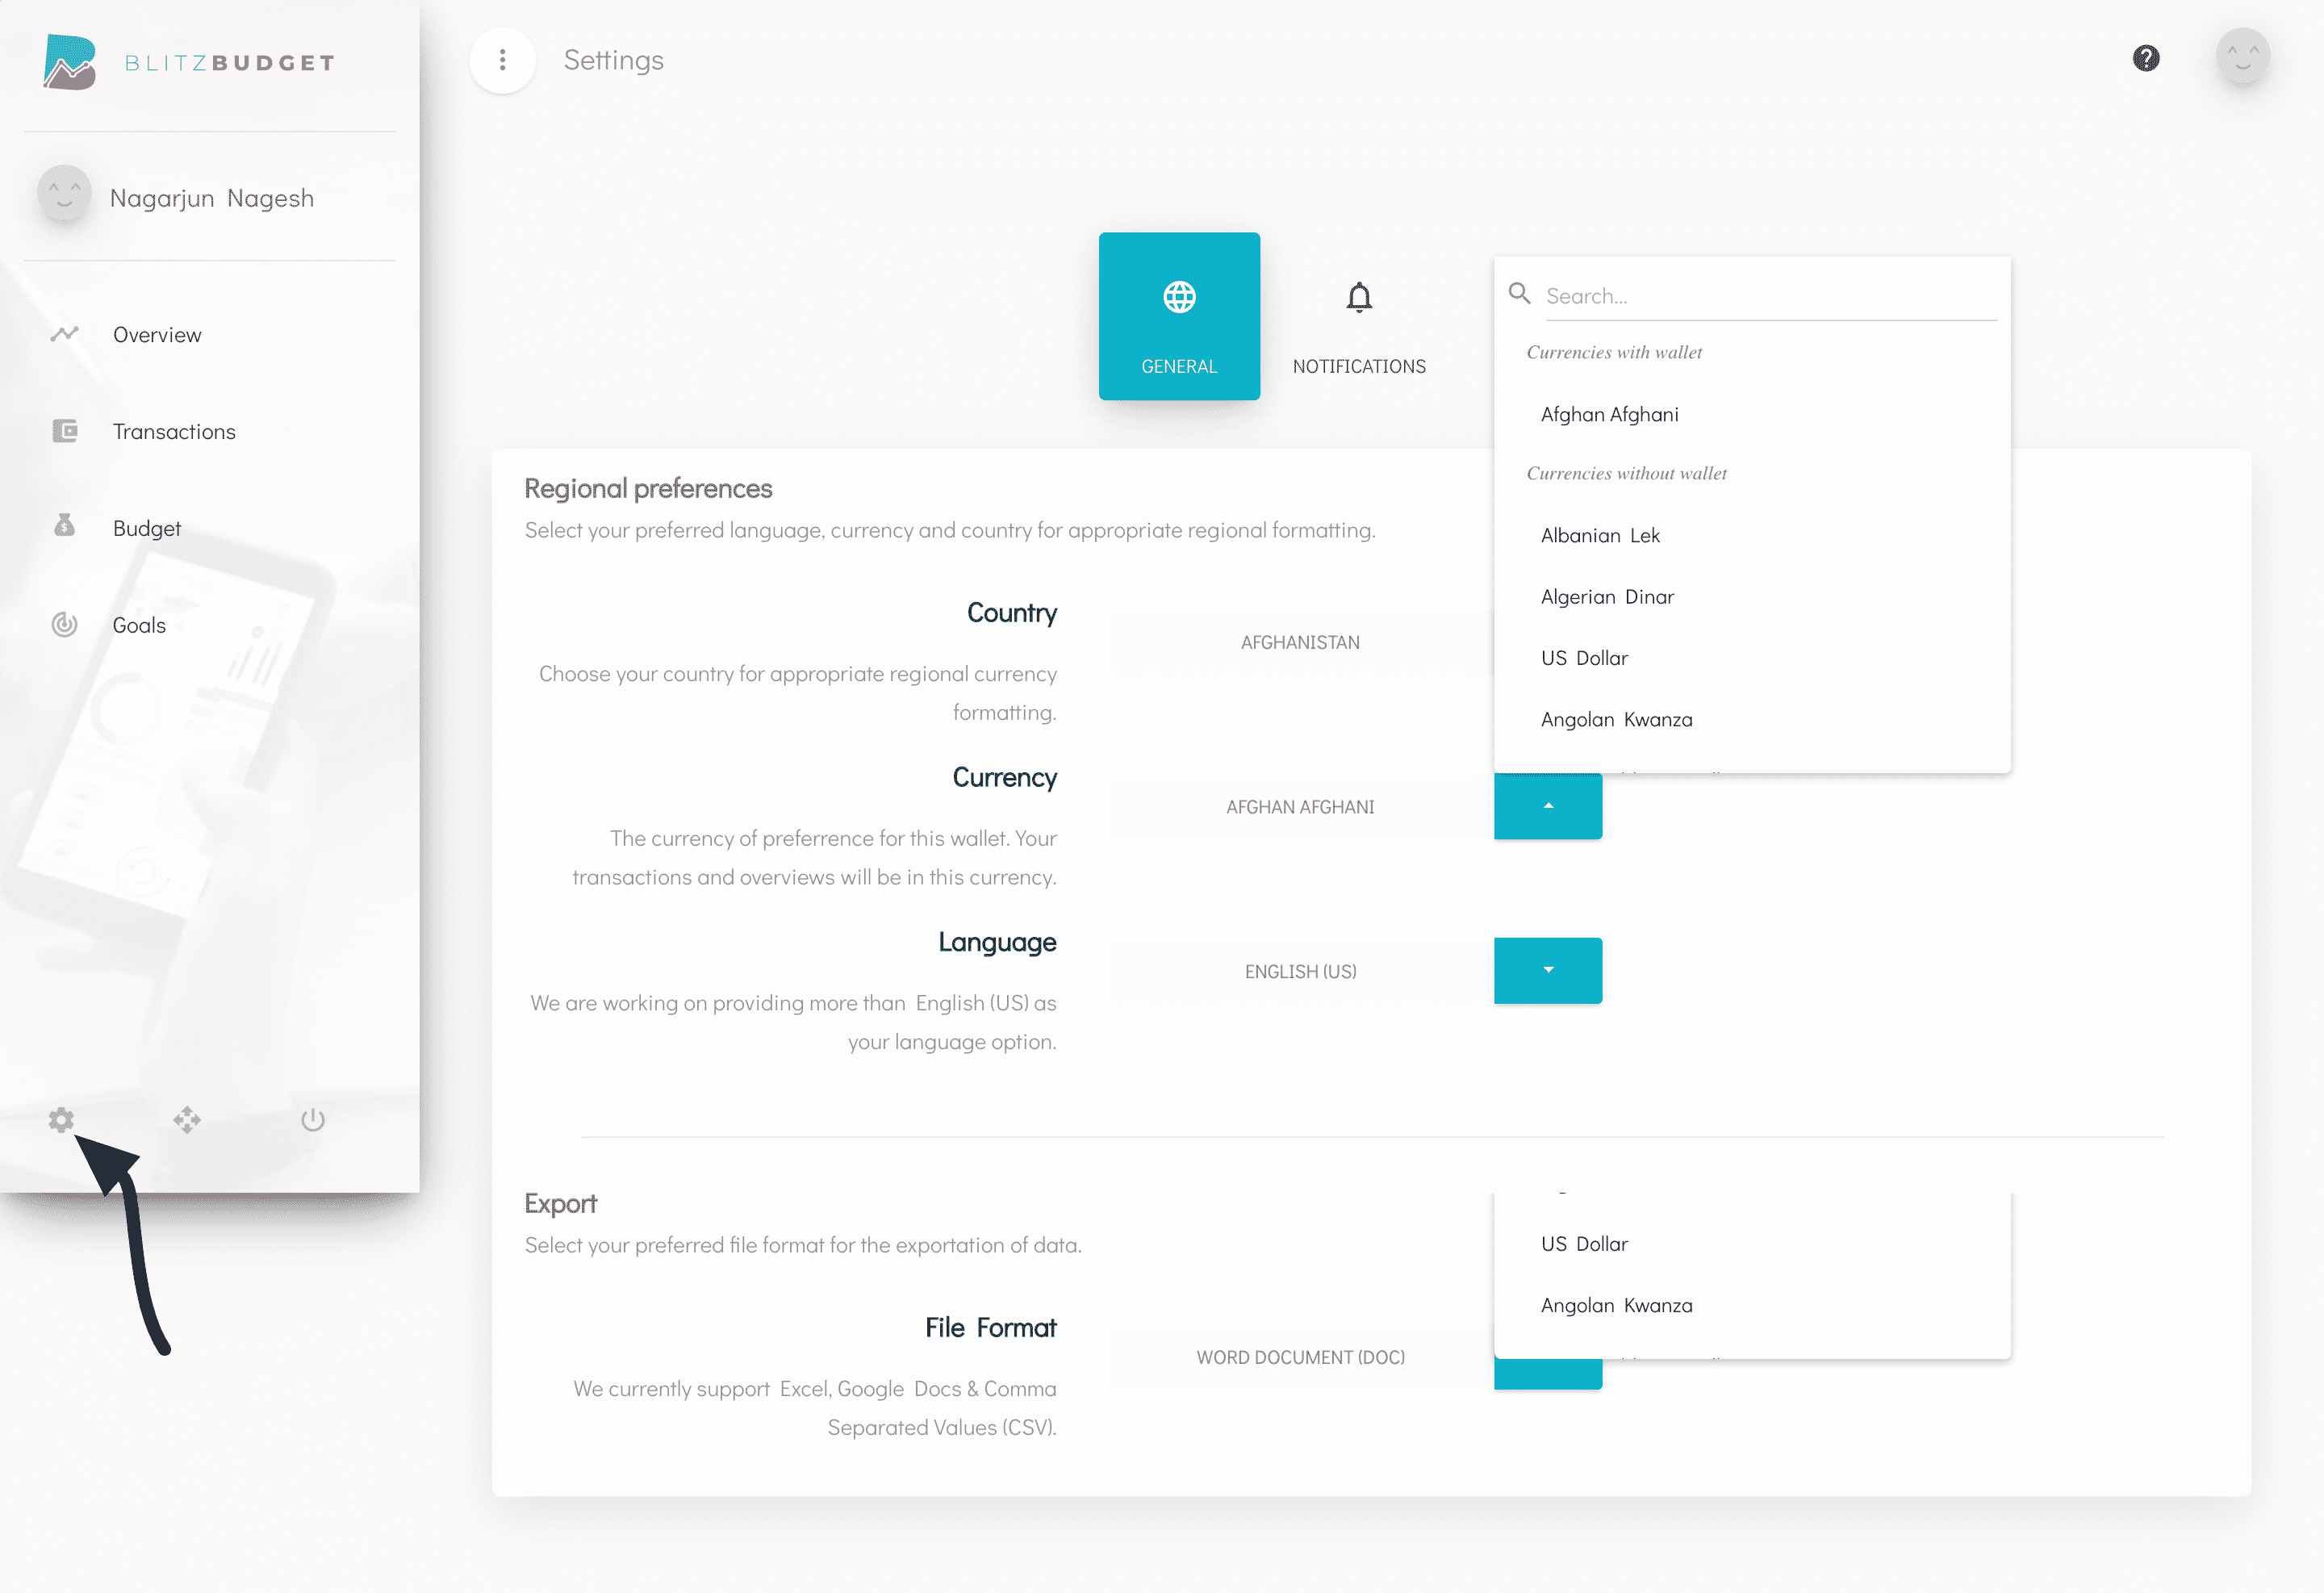 BLITZBUDGET
Settings
Nagarjun Nagesh
Overview
Transactions
Budget
Goals
GENERAL
NOTIFICATIONS
Search...
Currencies with wallet
Afghan Afghani
Currencies without wallet
Albanian Lek
Algerian Dinar
US Dollar
Angolan Kwanza
Regional preferences
Select your preferred language, currency and country for appropriate regional formatting.
Country
Choose your country for appropriate regional currency
formatting.
AFGHANISTAN
Currency
The currency of preferrence for this wallet. Your
transactions and overviews will be in this currency.
AFGHAN AFGHANI
Language
We are working on providing more than English (US) as
your language option.
ENGLISH (US)
Export
Select your preferred file format for the exportation of data.
File Format
We currently support Excel, Google Docs & Comma
Separated Values (CSV).
WORD DOCUMENT (DOC)
US Dollar
Angolan Kwanza